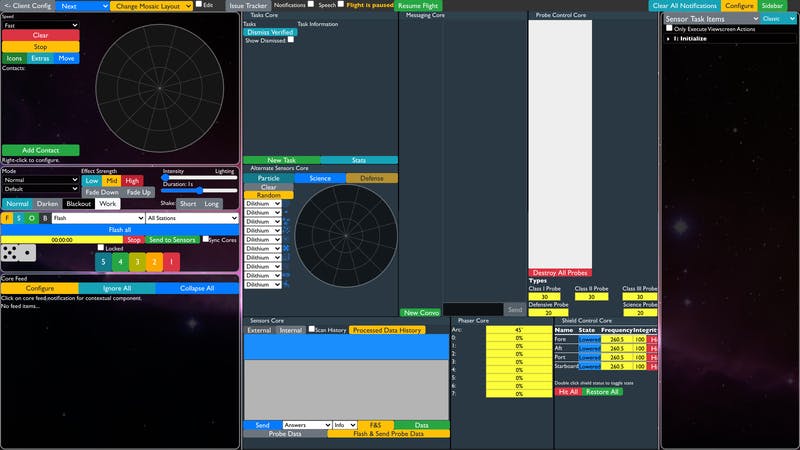 <- Client Config
Next
Change Mosaic Layout
Edit
Issue Tracker
Notifications
Speech
Flight is paused
Resume Flight
Clear All Notifications
Configure
Sidebar
Speed
Fast
Clear
Stop
Icons
Extras
Move
Contacts:
Add Contact
Right-click to configure.
Mode
Normal
Default
Effect Strength
Low
Mid
High
Fade Down
Fade Up
Intensity
Lighting
Duration: 1s
Normal
Darken
Blackout
Work
Shake:
Short
Long
F
S
O
B
Flash
All Stations
Flash all
00:00:00
Stop
Send to Sensors
Sync Cores
Locked
5
4
3
2
1
Core Feed
Configure
Ignore All
Collapse All
Click on core feed notification for contextual component.
No feed items...
Tasks Core
Tasks
Task Information
Dismiss Verified
Show Dismissed:
New Task
Stats
Alternate Sensors Core
Particle
Science
Defense
Clear
Random
Dilithium
Dilithium
Dilithium
Dilithium
Dilithium
Dilithium
Dilithium
Dilithium
Dilithium
Dilithium
Messaging Core
New Convo
Send
Probe Control Core
Destroy All Probes
Types
Class I Probe
Class II Probe
Class III Probe
30
30
30
Defensive Probe
Science Probe
20
20
Sensors Core
External
Internal
Scan History
Processed Data History
Send
Answers
Info
F&S
Data
Probe Data
Flash & Send Probe Data
Phaser Core
Arc:
45°
0:
0%
1:
0%
2:
0%
3:
0%
4:
0%
5:
0%
6:
0%
7:
0%
Shield Control Core
Name
State
Frequency
Integrit
Fore
Lowered
260.5
100
Hi
Aft
Lowered
260.5
100
Hi
Port
Lowered
260.5
100
Hi
Starboard
Lowered
260.5
100
Hi
Double click shield status to toggle state
Hit All
Restore All
Sensor Task Items
Classic
Only Execute Viewscreen Actions
1: Initialize